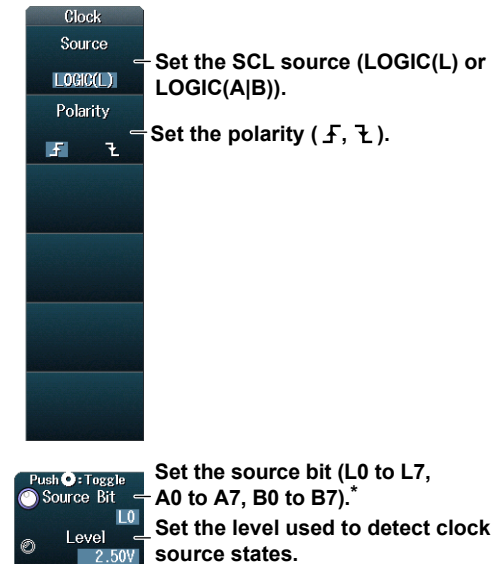 Clock
Source
LOGIC(L)
Set the SCL source (LOGIC(L) or
LOGIC(A|B)).
Polarity
Set the polarity ( , ).
Push :Toggle
Source Bit
L0
Set the source bit (L0 to L7,
A0 to A7, B0 to B7).*
Level
2.50V
Set the level used to detect clock
source states.